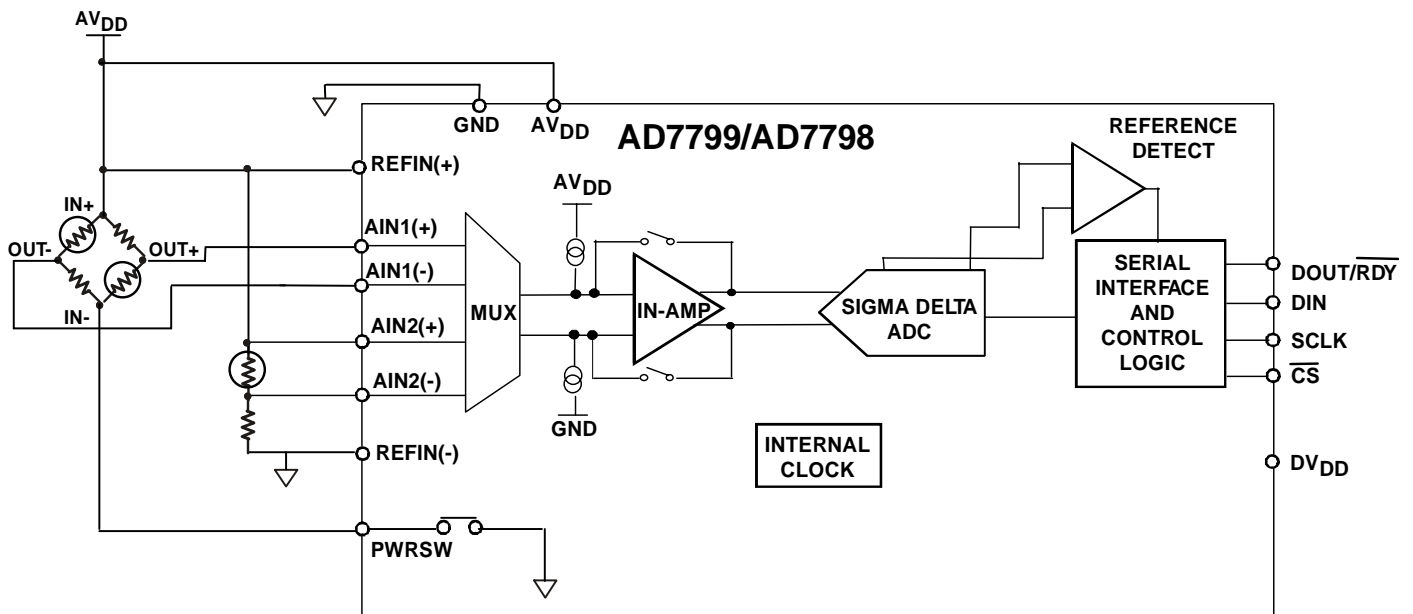 AVDD
GND
AVDD
AD7799/AD7798
REFERENCE
DETECT
REFIN(+)
AVDD
IN+
OUT-
OUT+
IN-
AIN1(+)
AIN1(-)
AIN2(+)
AIN2(-)
REFIN(-)
PWRSW
MUX
IN-AMP
GND
SIGMA DELTA
ADC
SERIAL
INTERFACE
AND
CONTROL
LOGIC
INTERNAL
CLOCK
DOUT/RDY
DIN
SCLK
CS
DVDD